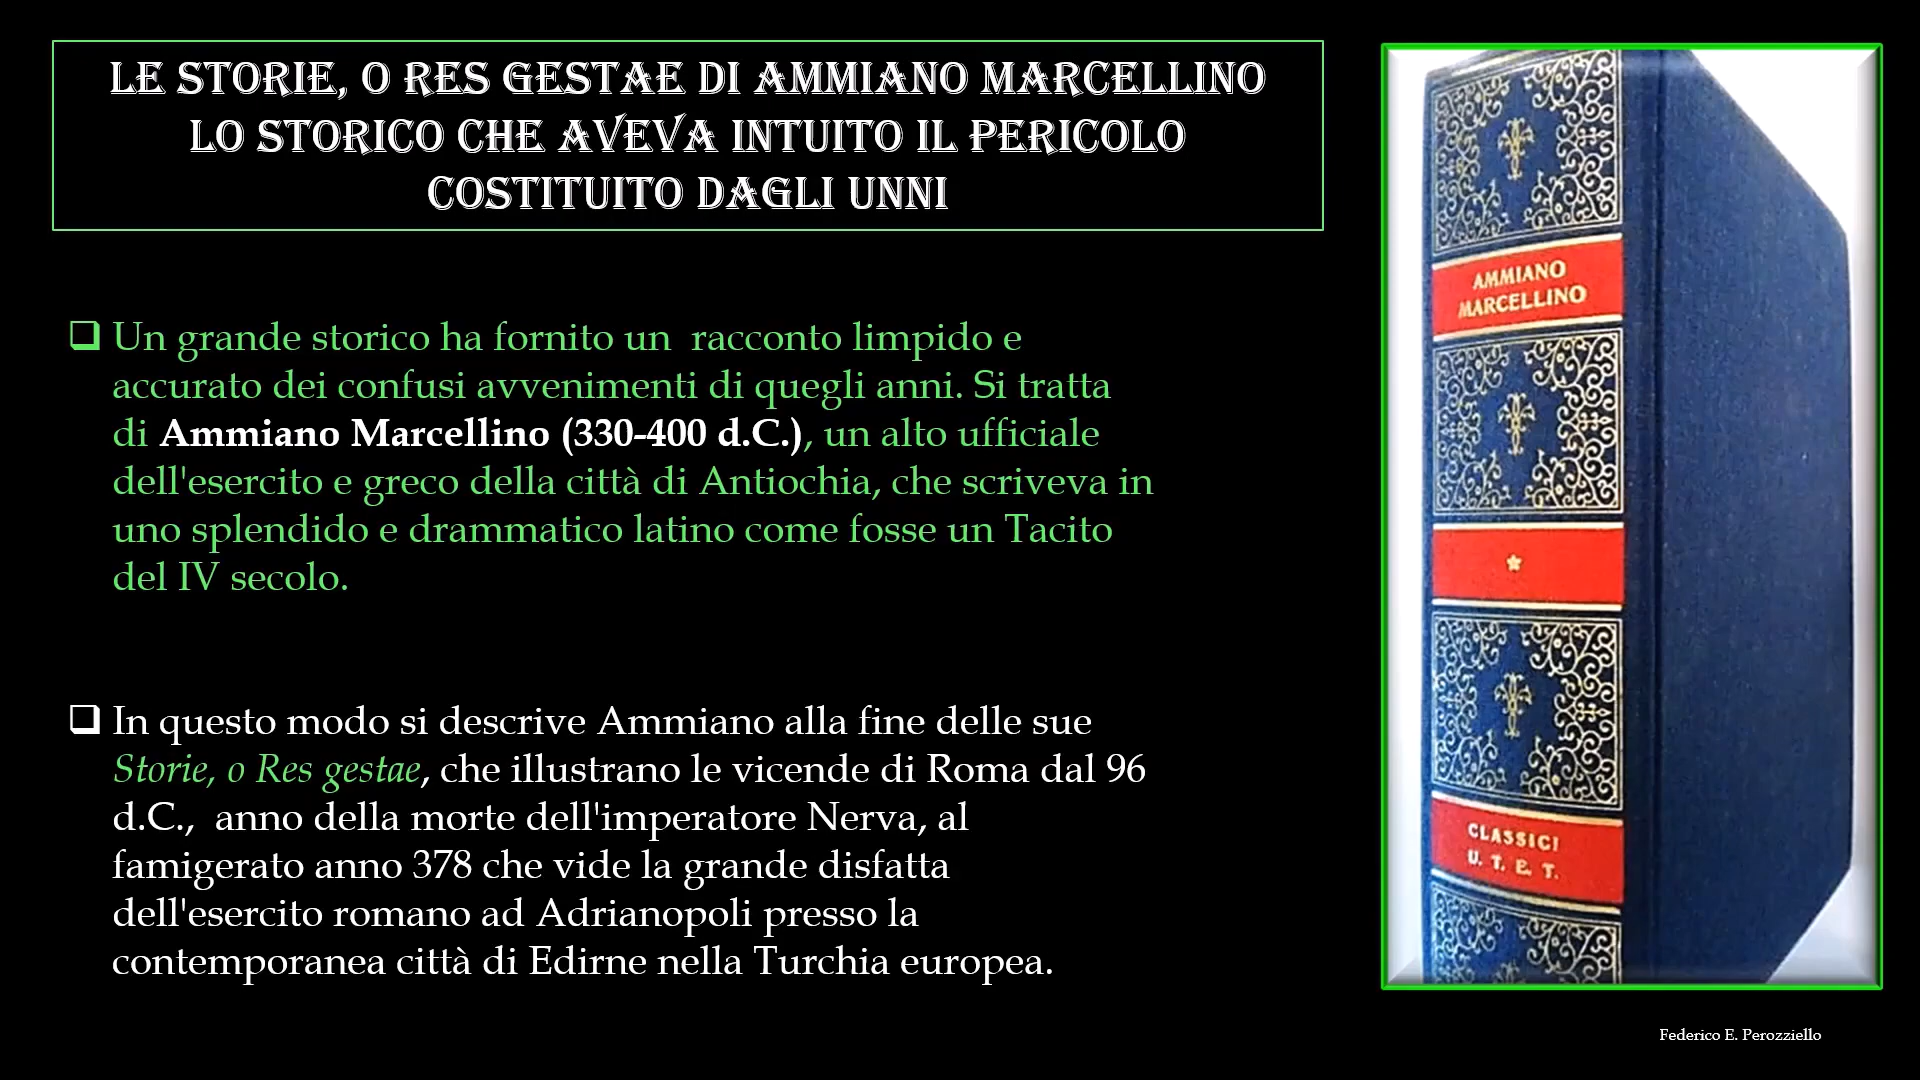 LE STORIE, O RES GESTAE DI AMMIANO MARCELLINO
LO STORICO CHE AVEVA INTUITO IL PERICOLO
COSTITUITO DAGLI UNNI
Un grande storico ha fornito un  racconto limpido e
accurato dei confusi avvenimenti di quegli anni. Si tratta
di Ammiano Marcellino (330-400 d.C.), un alto ufficiale
dell'esercito e greco della città di Antiochia, che scriveva in
uno splendido e drammatico latino come fosse un Tacito
del IV secolo.
In questo modo si descrive Ammiano alla fine delle sue
Storie, o Res gestae, che illustrano le vicende di Roma dal 96
d.C.,  anno della morte dell'imperatore Nerva, al
famigerato anno 378 che vide la grande disfatta
dell'esercito romano ad Adrianopoli presso la
contemporanea città di Edirne nella Turchia europea.
AMMIANO
MARCELLINO
CLASSICI
U. T. E. T.
Federico E. Perozziello